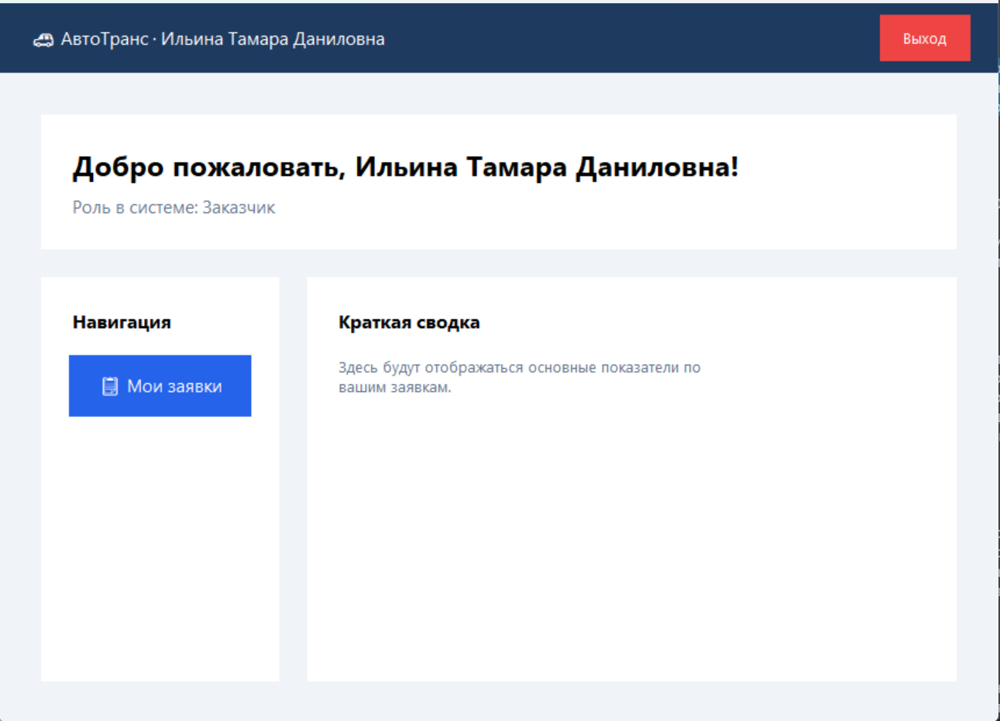 АвтоТранс · Ильина Тамара Даниловна
Выход
Добро пожаловать, Ильина Тамара Даниловна!
Роль в системе: Заказчик
Навигация
Мои заявки
Краткая сводка
Здесь будут отображаться основные показатели по
вашим заявкам.